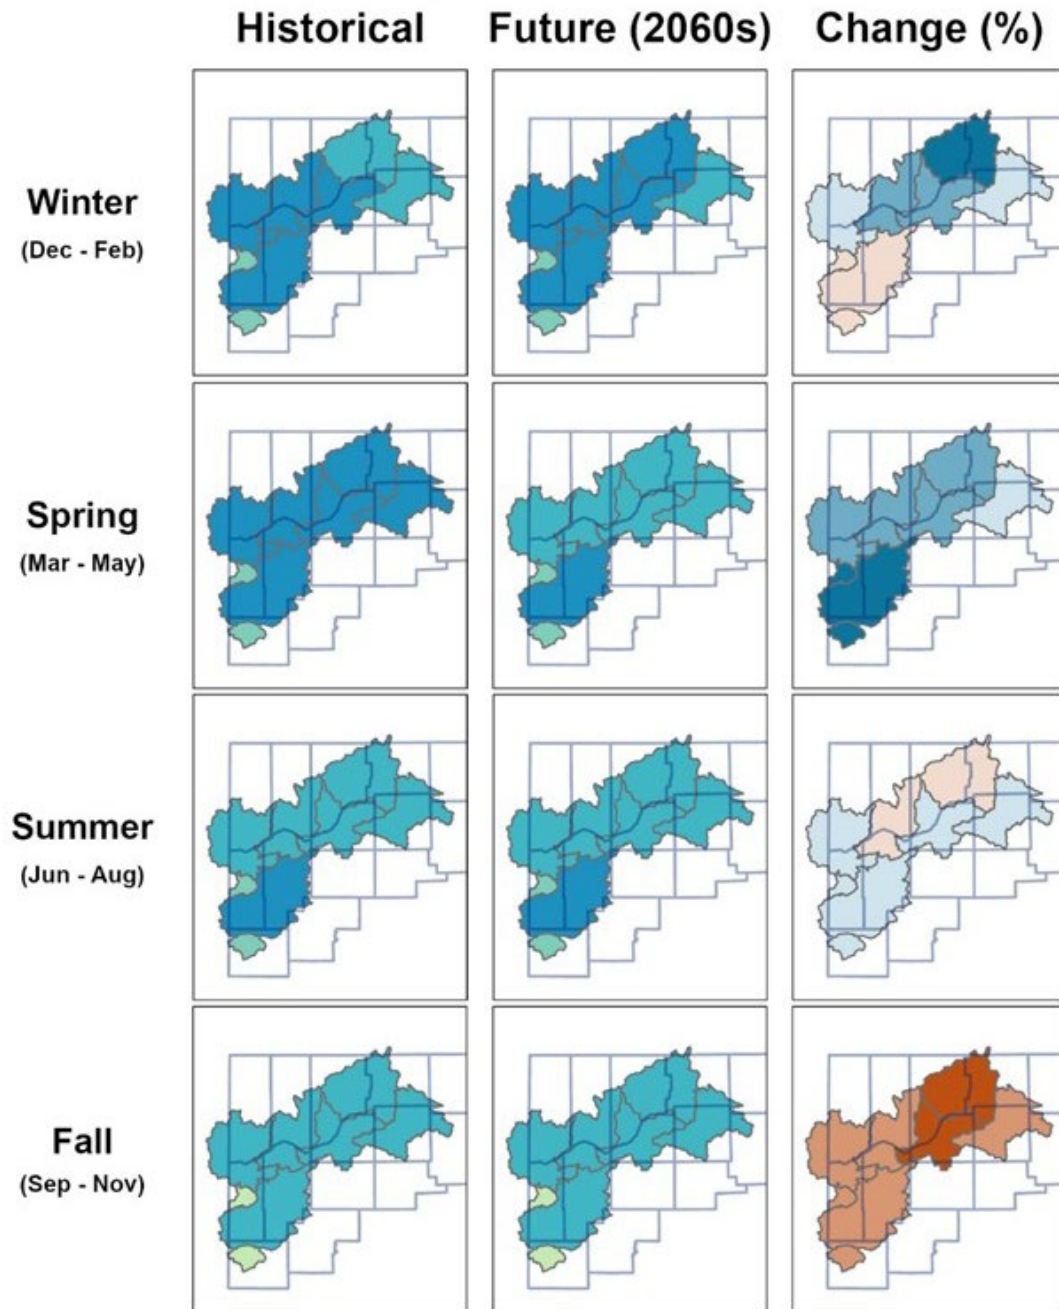 Historical Future (2060s) Change (%)
Winter
(Dec - Feb)
Spring
(Mar - May)
Summer
(Jun - Aug)
Fall
(Sep - Nov)